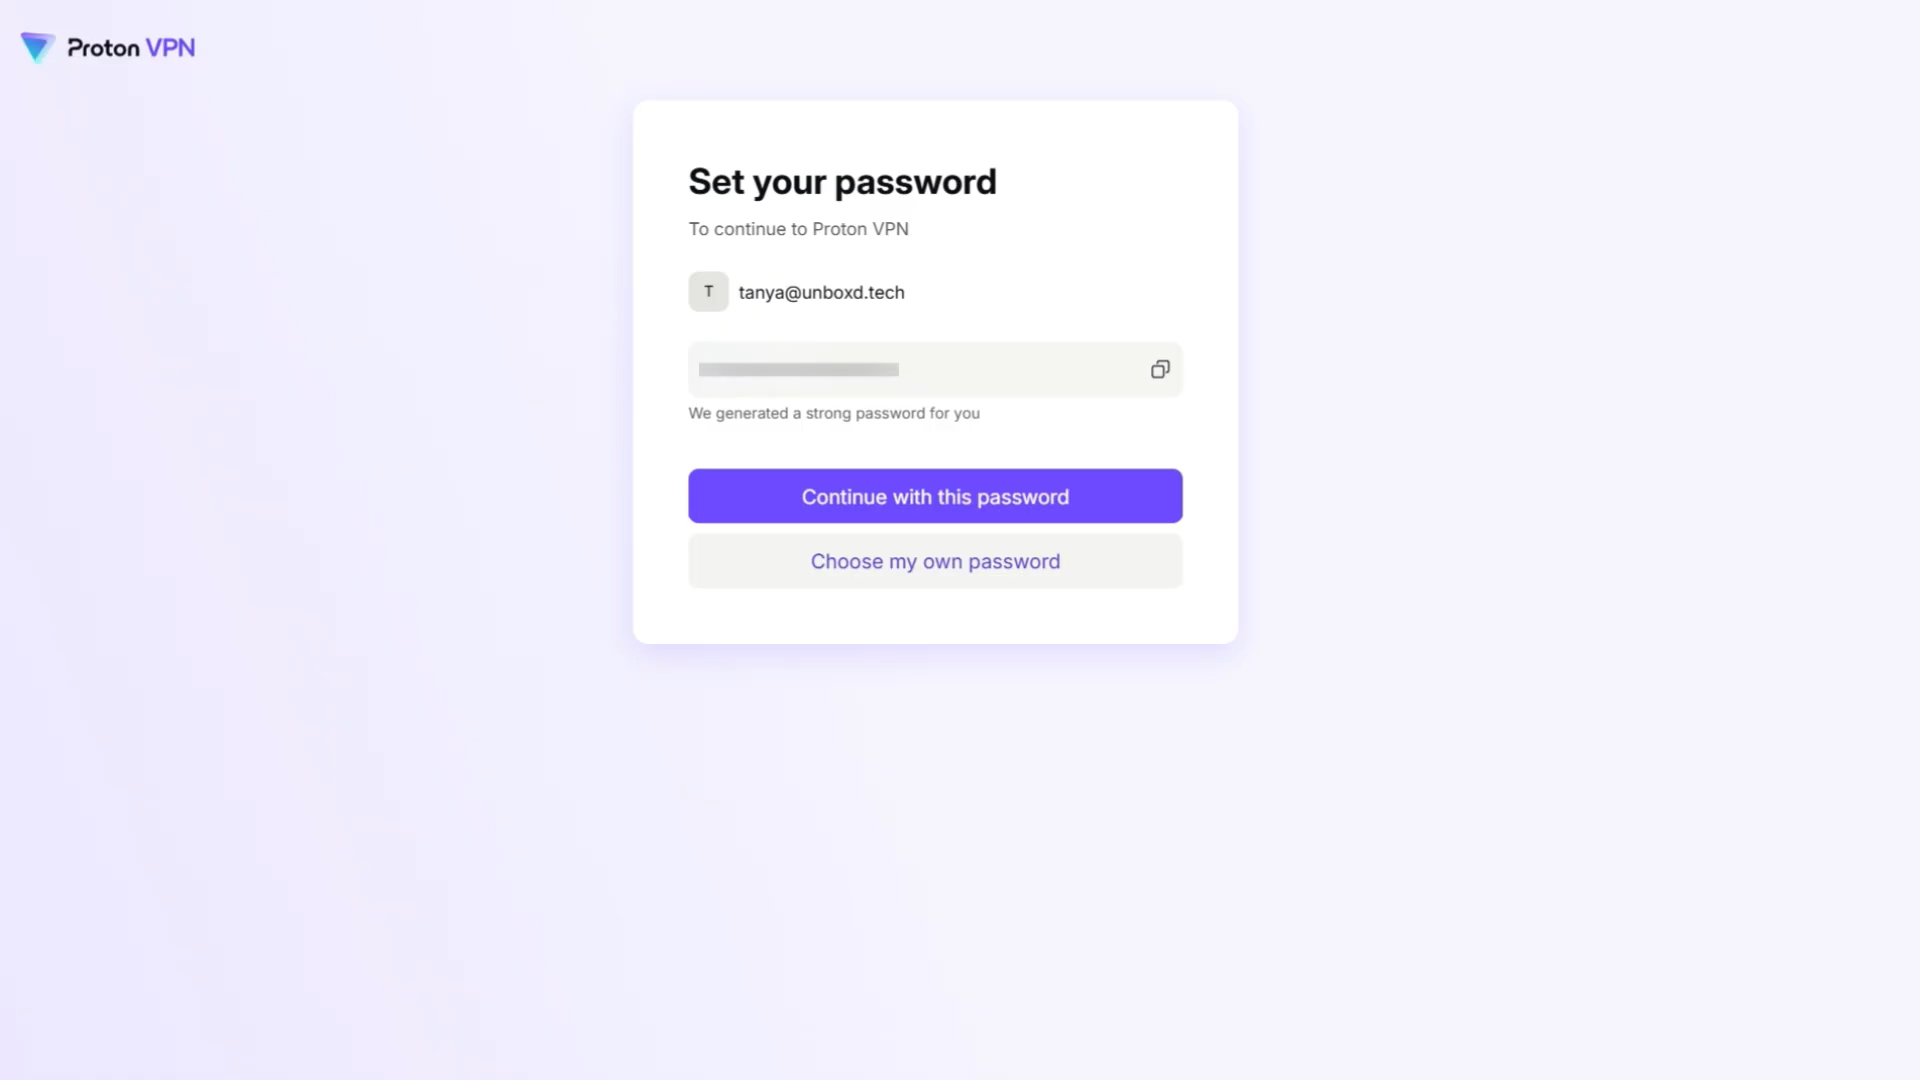 Proton VPN
Set your password
To continue to Proton VPN
T
tanya@unboxd.tech
We generated a strong password for you
Continue with this password
Choose my own password